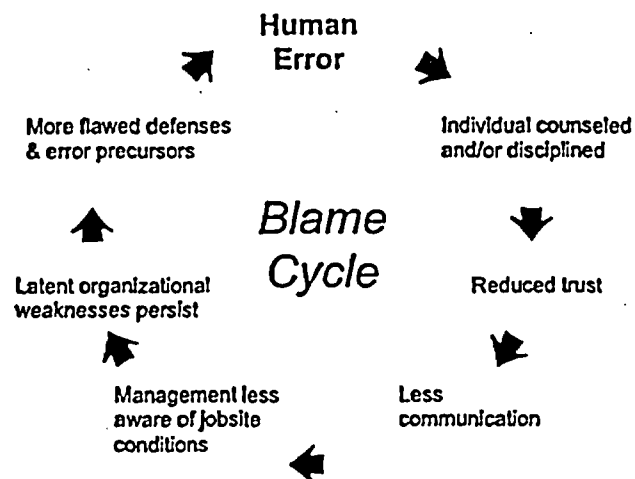 Human
Error
Individual counseled
and/or disciplined
Reduced trust
Less
communication
Management less
aware of jobsite
conditions
Latent organizational
weaknesses persist
More flawed defenses
& error precursors
Blame
Cycle